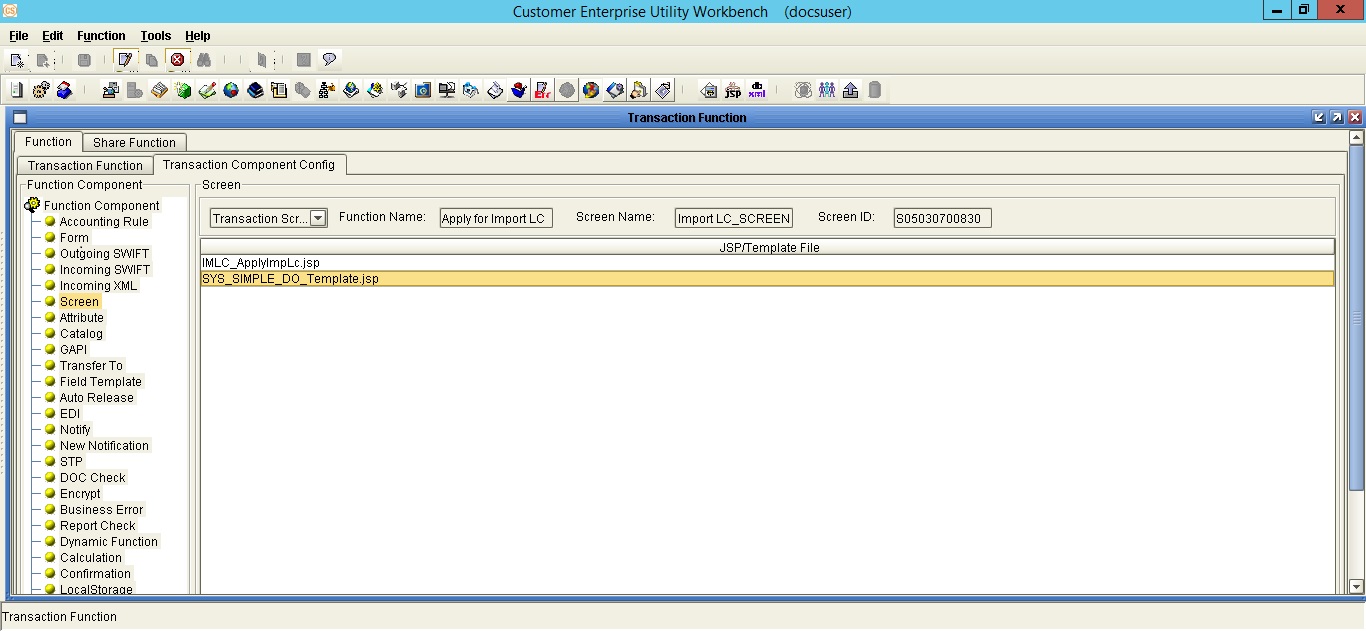 CS
Customer Enterprise Utility Workbench (docsuser)
File Edit Function Tools Help
Err jsp xml
Transaction Function
Function Share Function
Transaction Function Transaction Component Config
Function Component Screen
Function Component
Transaction Scr... Function Name: Apply for Import LC Screen Name: Import LC_SCREEN Screen ID: S05030700830
JSP/Template File
IMLC_ApplyImpLc.jsp
SYS_SIMPLE_DO_Template.jsp
Accounting Rule
Form
Outgoing SWIFT
Incoming SWIFT
Incoming XML
Screen
Attribute
Catalog
GAPI
Transfer To
Field Template
Auto Release
EDI
Notify
New Notification
STP
DOC Check
Encrypt
Business Error
Report Check
Dynamic Function
Calculation
Confirmation
LocalStorage
Transaction Function